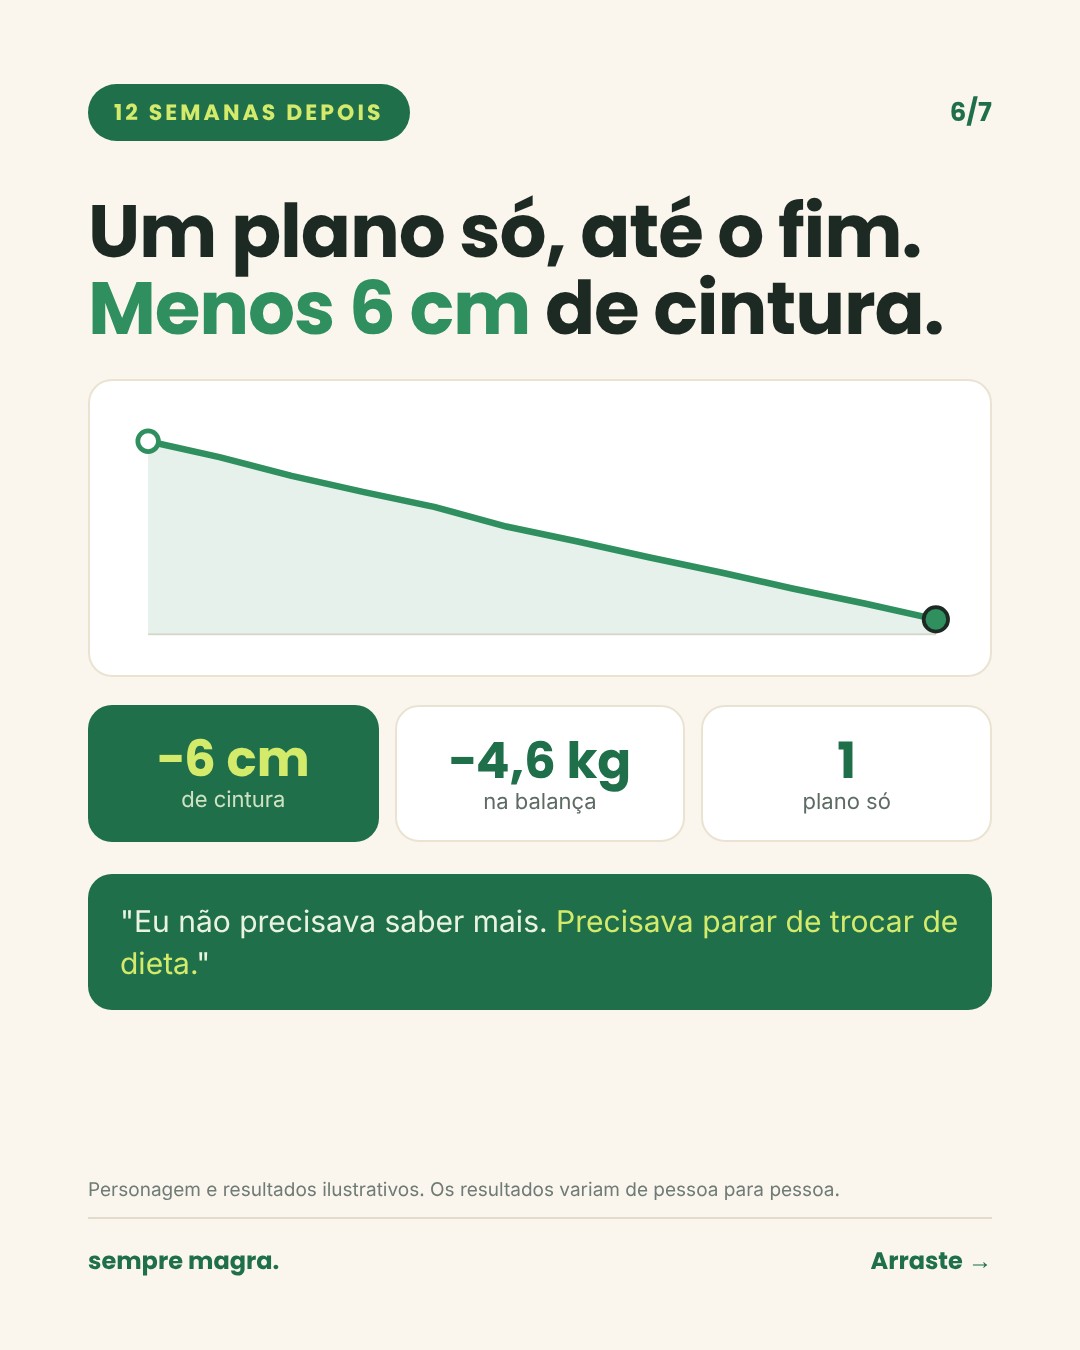 12 SEMANAS DEPOIS
6/7
Um plano só, até o fim.
Menos 6 cm de cintura.
−6 cm
de cintura
−4,6 kg
na balança
1
plano só
"Eu não precisava saber mais. Precisava parar de trocar de
dieta."
Personagem e resultados ilustrativos. Os resultados variam de pessoa para pessoa.
sempre magra.
Arraste →